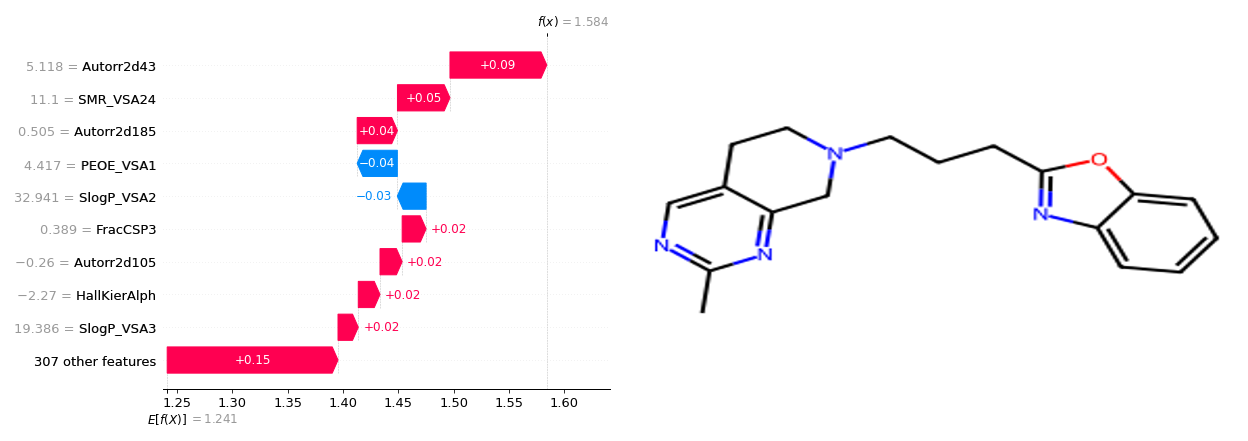 f(x) = 1.584
5.118 = Autorr2d43
+0.09
11.1 = SMR_VSA24
+0.05
0.505 = Autorr2d185
+0.04
4.417 = PEOE_VSA1
−0.04
32.941 = SlogP_VSA2
−0.03
0.389 = FracCSP3
+0.02
−0.26 = Autorr2d105
+0.02
−2.27 = HallKierAlph
+0.02
19.386 = SlogP_VSA3
+0.02
307 other features
+0.15
1.25 1.30 1.35 1.40 1.45 1.50 1.55 1.60
E[f(X)] = 1.241
N
O
N
N
N